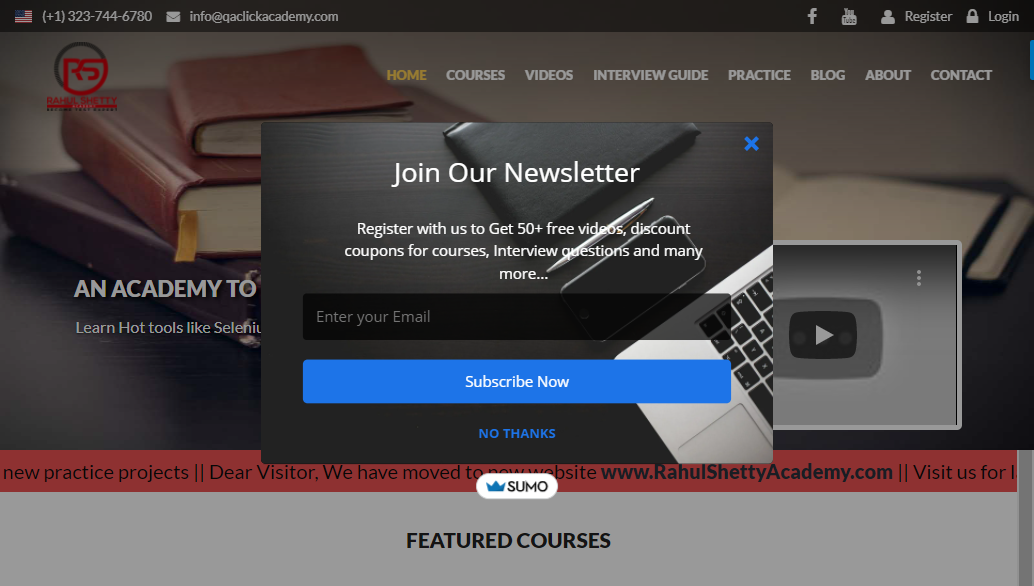 (+1) 323-744-6780 info@qaclickacademy.com Register Login
RS
RAHUL SHETTY
HOME COURSES VIDEOS INTERVIEW GUIDE PRACTICE BLOG ABOUT CONTACT
Join Our Newsletter
Register with us to Get 50+ free videos, discount
coupons for courses, Interview questions and many
more...
AN ACADEMY TO
Learn Hot tools like Seleniu
Enter your Email
Subscribe Now
NO THANKS
new practice projects || Dear Visitor, We have moved to new website www.RahulShettyAcademy.com || Visit us for l
SUMO
FEATURED COURSES